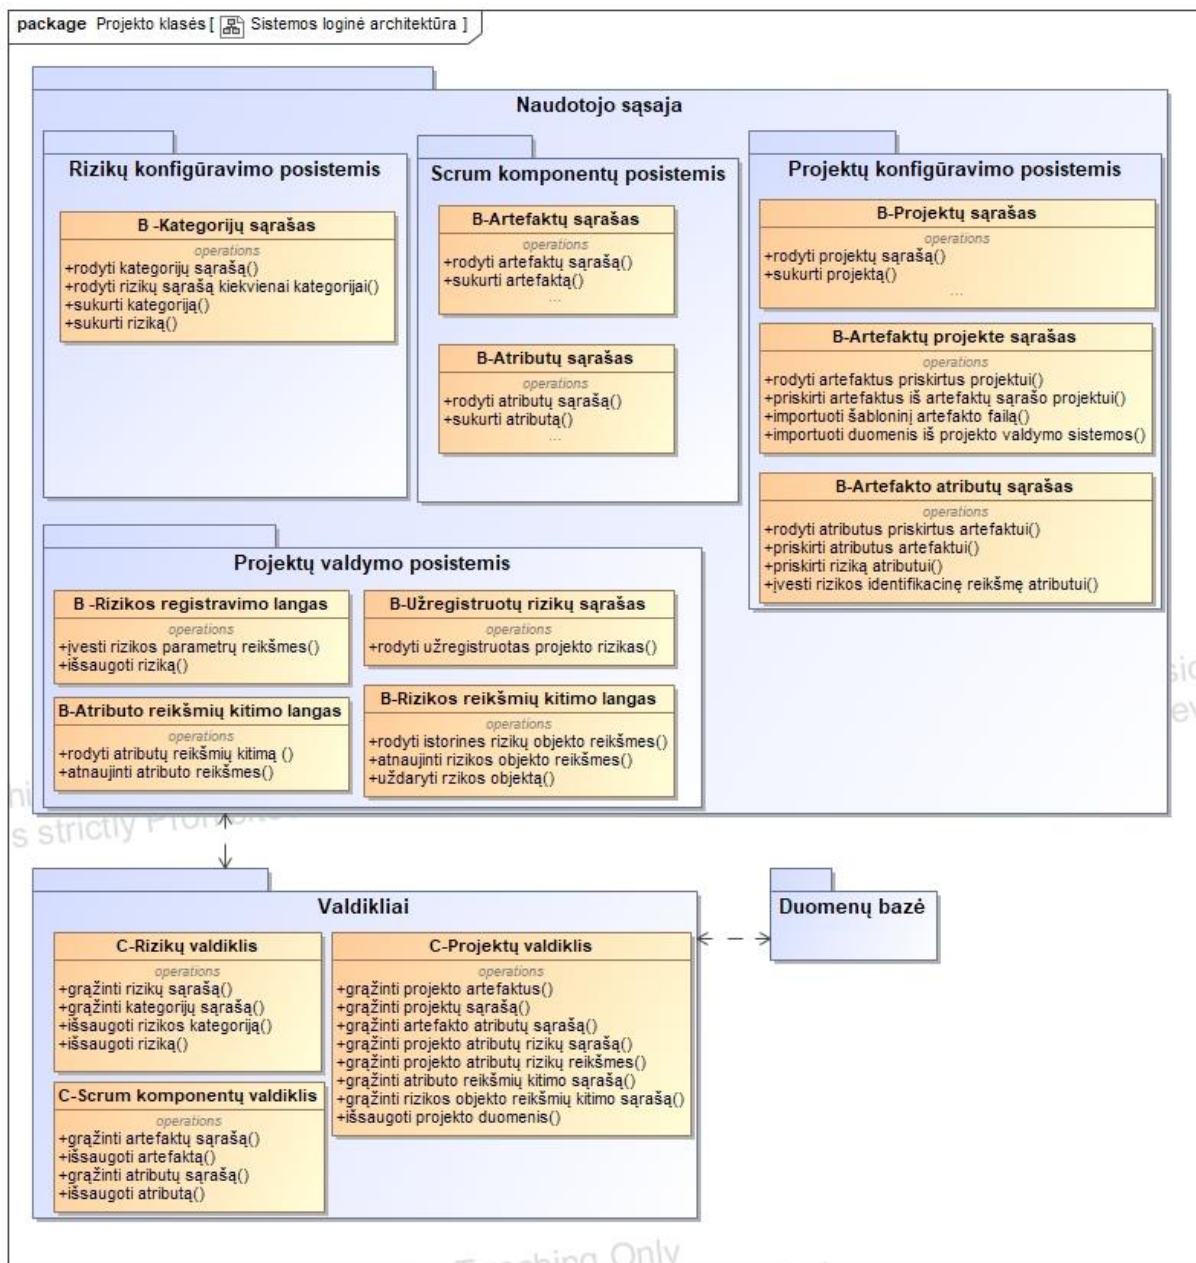 package Projekto klasės [ Sistemos loginė architektūra ]
Naudotojo sąsaja
Rizikų konfigūravimo posistemis
B -Kategorijų sąrašas
operations
+rodyti kategorijų sąrašą()
+rodyti rizikų sąrašą kiekvienai kategorijai()
+sukurti kategoriją()
+sukurti riziką()
Scrum komponentų posistemis
B-Artefaktų sąrašas
operations
+rodyti artefaktų sąrašą()
+sukurti artefaktą()
...
B-Atributų sąrašas
operations
+rodyti atributų sąrašą()
+sukurti atributą()
...
Projektų konfigūravimo posistemis
B-Projektų sąrašas
operations
+rodyti projektų sąrašą()
+sukurti projektą()
...
B-Artefaktų projekte sąrašas
operations
+rodyti artefaktus priskirtus projektui()
+priskirti artefaktus iš artefaktų sąrašo projektui()
+importuoti šabloninį artefakto failą()
+importuoti duomenis iš projekto valdymo sistemos()
B-Artefakto atributų sąrašas
operations
+rodyti atributus priskirtus artefaktui()
+priskirti atributus artefaktui()
+priskirti riziką atributui()
+įvesti rizikos identifikacinę reikšmę atributui()
Projektų valdymo posistemis
B -Rizikos registravimo langas
operations
+įvesti rizikos parametrų reikšmes()
+išsaugoti riziką()
B-Užregistruotų rizikų sąrašas
operations
+rodyti užregistruotas projekto rizikas()
B-Atributo reikšmių kitimo langas
operations
+rodyti atributų reikšmių kitimą ()
+atnaujinti atributo reikšmes()
B-Rizikos reikšmių kitimo langas
operations
+rodyti istorines rizikų objekto reikšmes()
+atnaujinti rizikos objekto reikšmes()
+uždaryti rzikos objektą()
s strictly
Valdikliai
C-Rizikų valdiklis
operations
+grąžinti rizikų sąrašą()
+grąžinti kategorijų sąrašą()
+išsaugoti rizikos kategoriją()
+išsaugoti riziką()
C-Scrum komponentų valdiklis
operations
+grąžinti artefaktų sąrašą()
+išsaugoti artefaktą()
+grąžinti atributų sąrašą()
+išsaugoti atributą()
C-Projektų valdiklis
operations
+grąžinti projekto artefaktus()
+grąžinti projektų sąrašą()
+grąžinti artefakto atributų sąrašą()
+grąžinti projekto atributų rizikų sąrašą()
+grąžinti projekto atributų rizikų reikšmes()
+grąžinti atributo reikšmių kitimo sąrašą()
+grąžinti rizikos objekto reikšmių kitimo sąrašą()
+išsaugoti projekto duomenis()
Duomenų bazė
Only